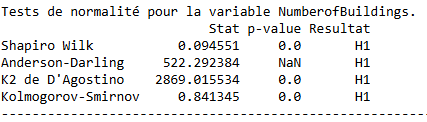 Tests de normalité pour la variable NumberofBuildings.
Stat p-value Resultat
Shapiro Wilk 0.094551 0.0 H1
Anderson-Darling 522.292384 NaN H1
K2 de D'Agostino 2869.015534 0.0 H1
Kolmogorov-Smirnov 0.841345 0.0 H1
----------------------------------------------------------